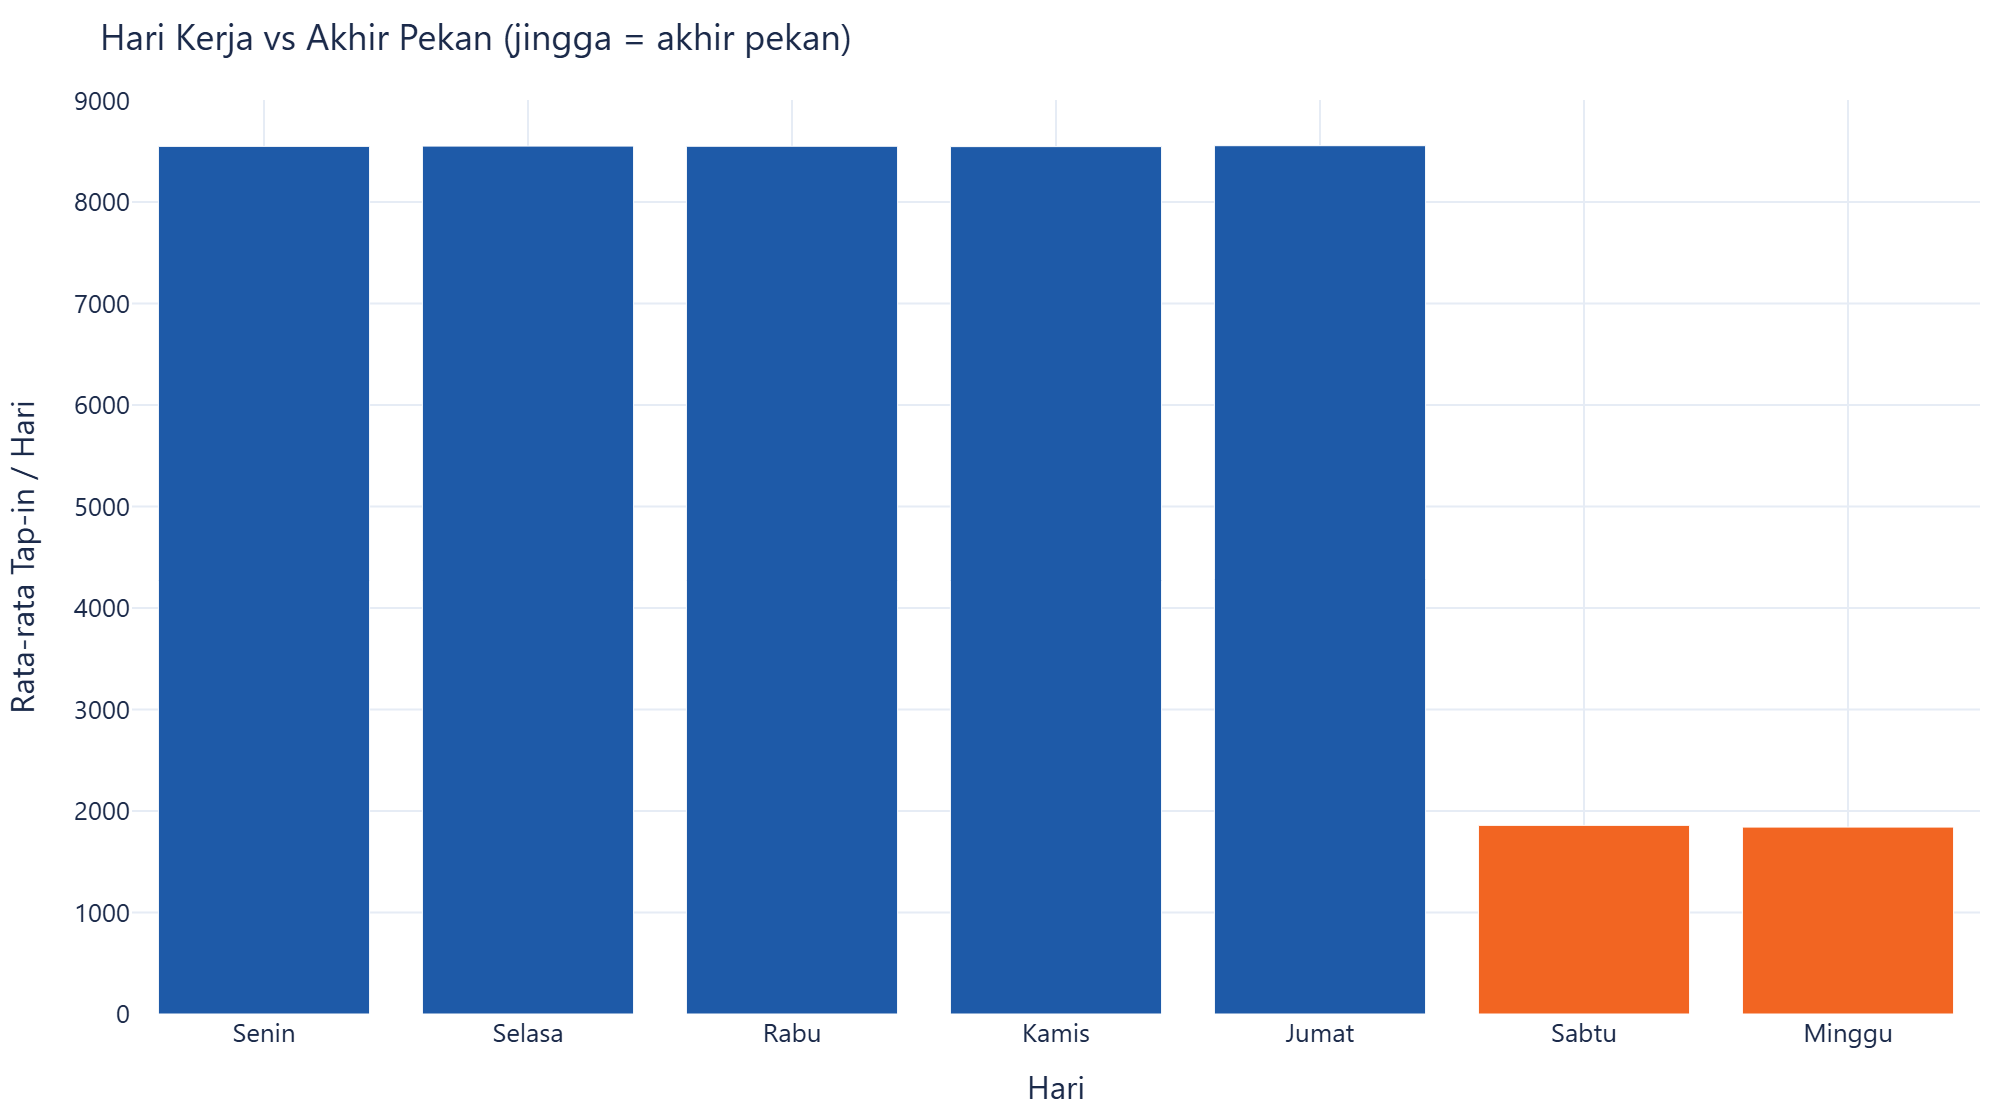 Hari Kerja vs Akhir Pekan (jingga = akhir pekan)
Rata-rata Tap-in / Hari
9000
8000
7000
6000
5000
4000
3000
2000
1000
0
Senin Selasa Rabu Kamis Jumat Sabtu Minggu
Hari